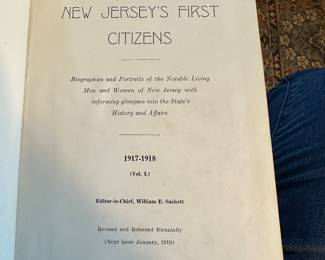 NEW JERSEY'S FIRST
CITIZENS
Biographies and Portraits of the Notable Living
Men and Women of New Jersey with
informing glimpses into the State's
History and Affairs
1917-1918
(Vol. I.)
Editor-in-Chief, William E. Sackett
Revised and Reissued Biennially
(Next issue January, 1919)